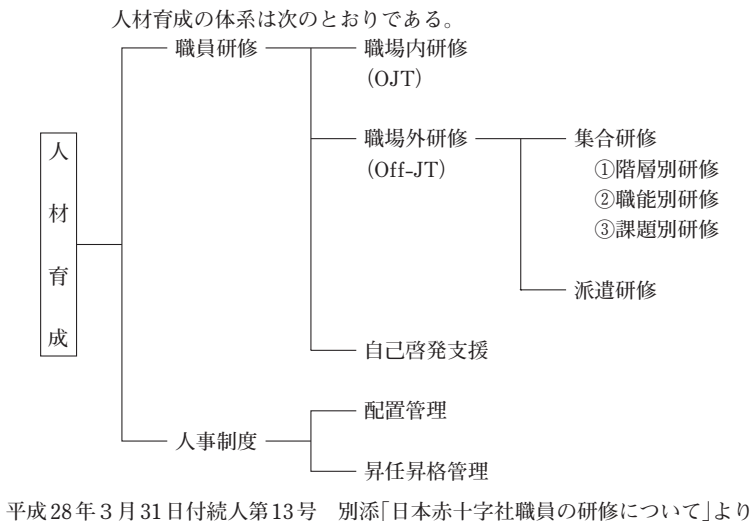 人材育成の体系は次のとおりである。
職員研修
職場内研修
(OJT)
職場外研修
(Off-JT)
集合研修
①階層別研修
②職能別研修
③課題別研修
派遣研修
自己啓発支援
人材育成
人事制度
配置管理
昇任昇格管理
平成28年3月31日付続人第13号　別添「日本赤十字社職員の研修について」より